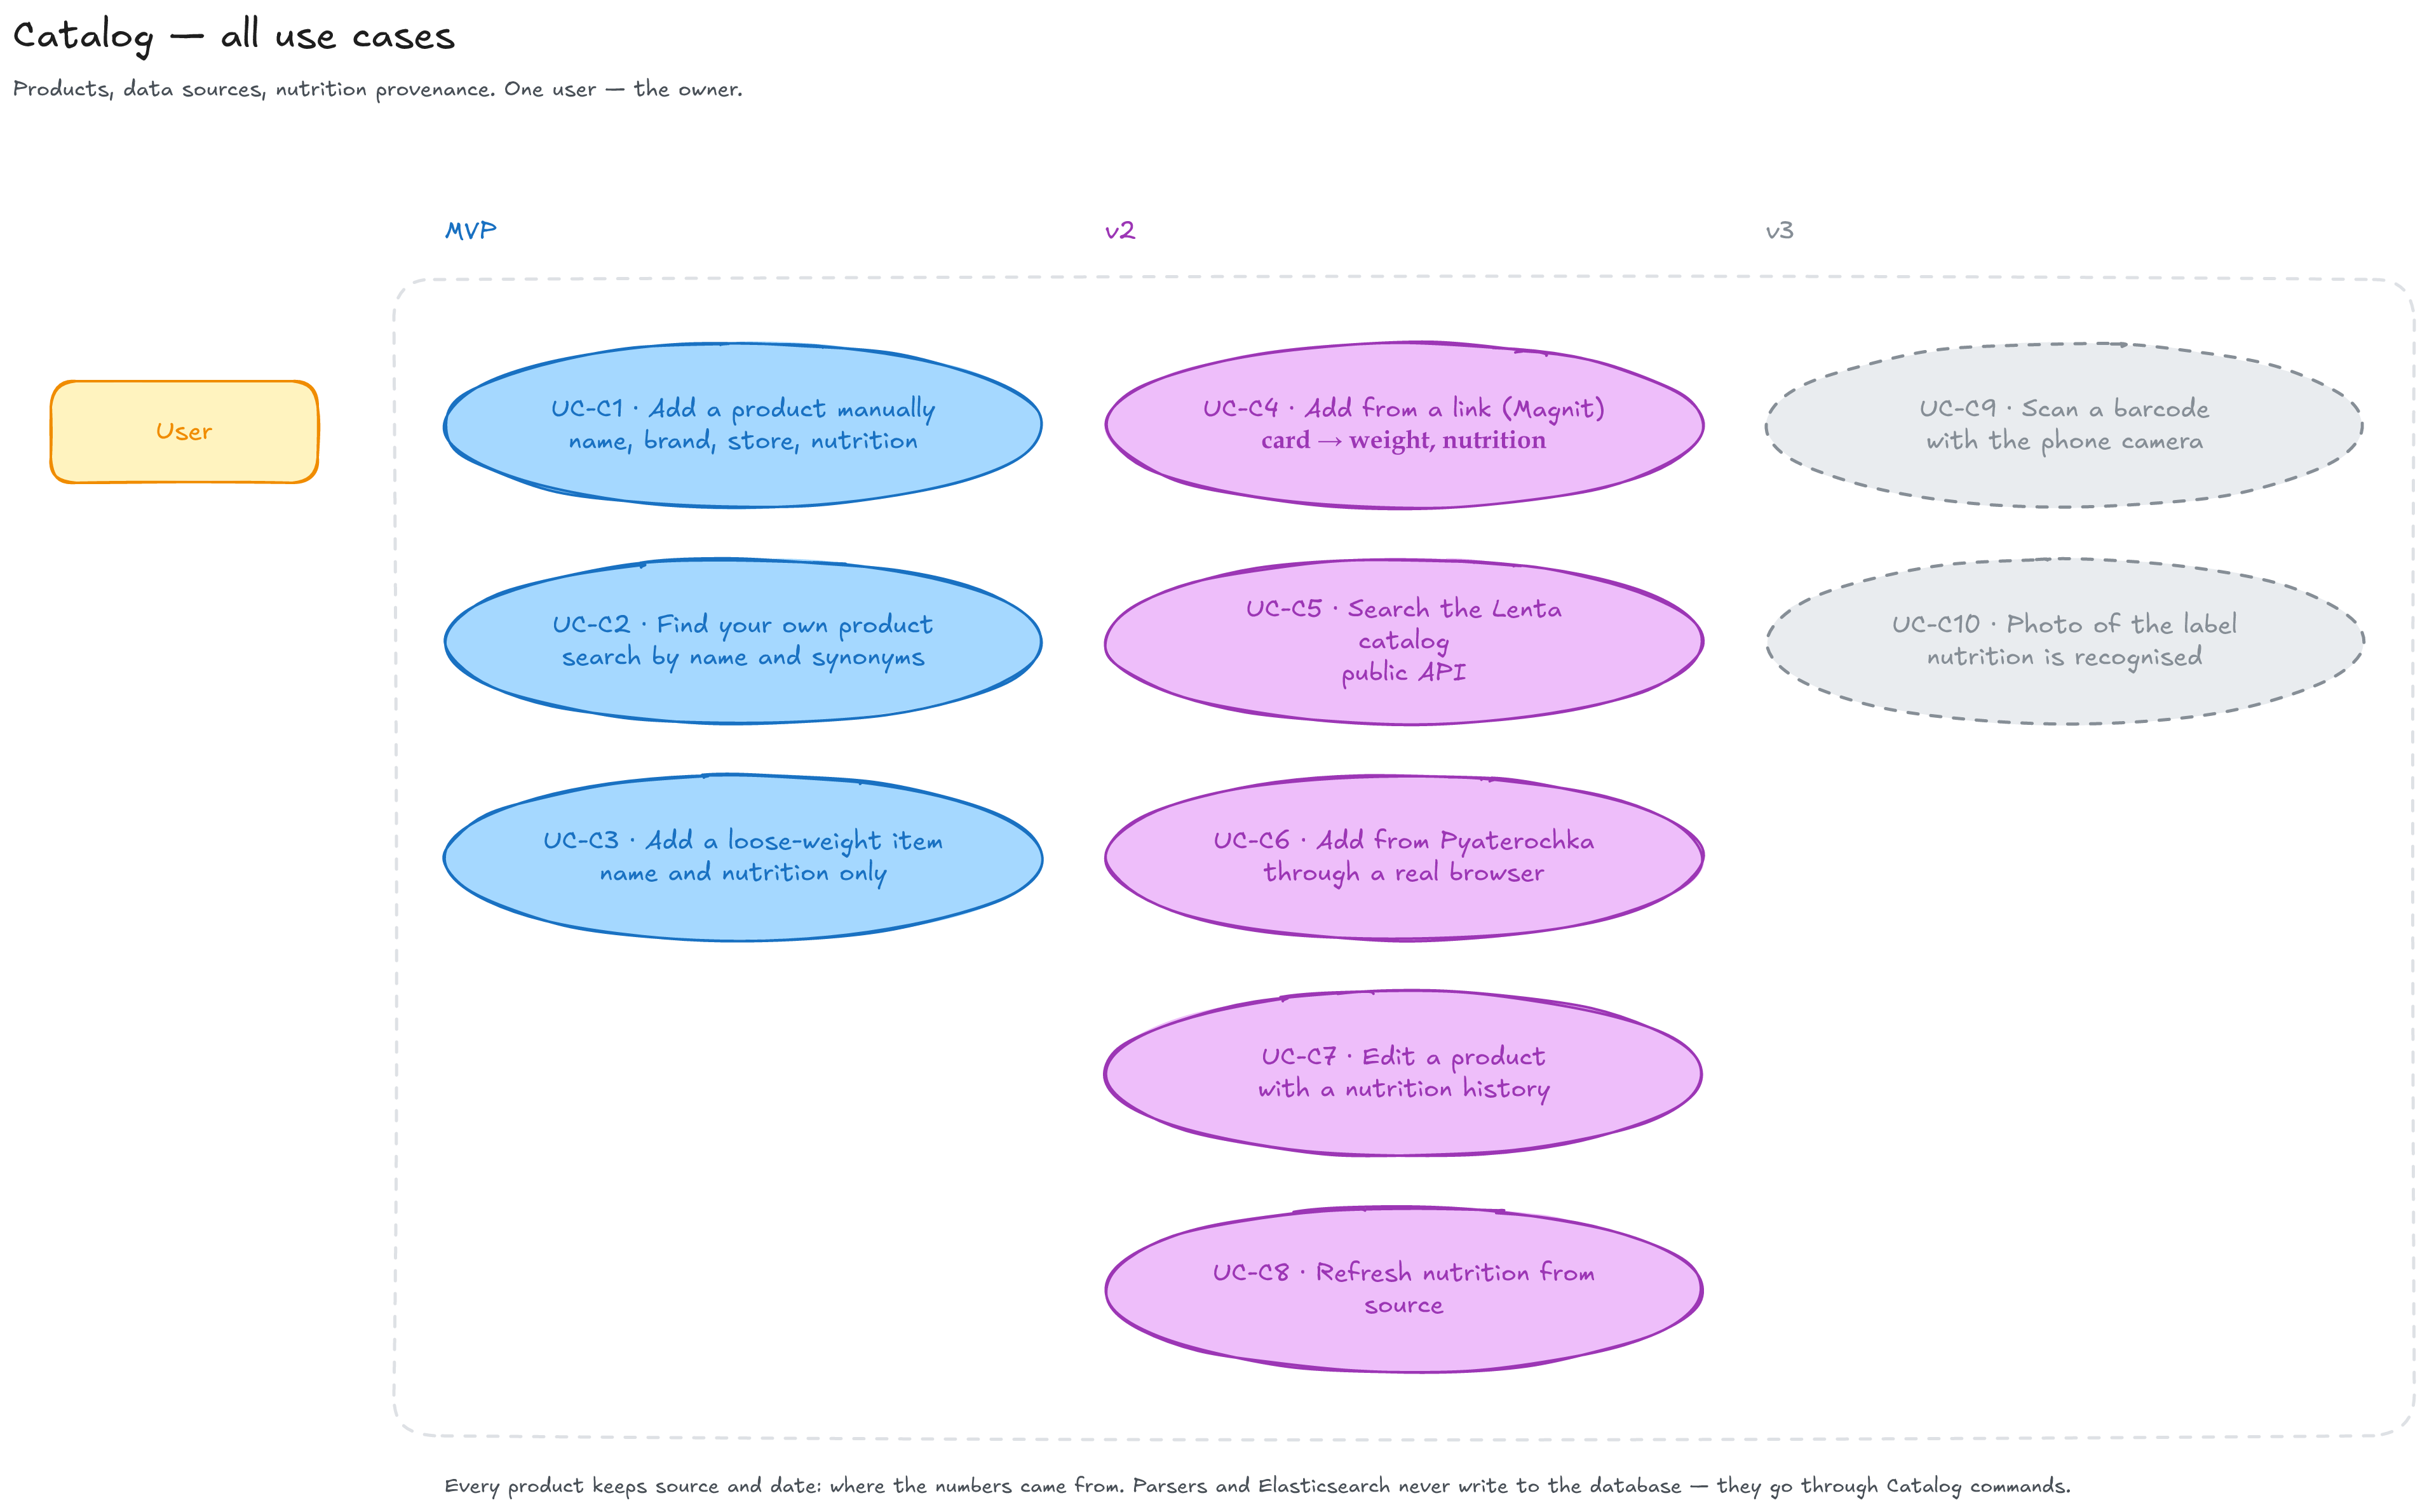 Catalog — all use cases
Products, data sources, nutrition provenance. One user — the owner.
MVP
v2
v3
User
UC-C1 · Add a product manually
name, brand, store, nutrition
UC-C2 · Find your own product
search by name and synonyms
UC-C3 · Add a loose-weight item
name and nutrition only
UC-C4 · Add from a link (Magnit)
card → weight, nutrition
UC-C5 · Search the Lenta
catalog
public API
UC-C6 · Add from Pyaterochka
through a real browser
UC-C7 · Edit a product
with a nutrition history
UC-C8 · Refresh nutrition from
source
UC-C9 · Scan a barcode
with the phone camera
UC-C10 · Photo of the label
nutrition is recognised
Every product keeps source and date: where the numbers came from. Parsers and Elasticsearch never write to the database — they go through Catalog commands.